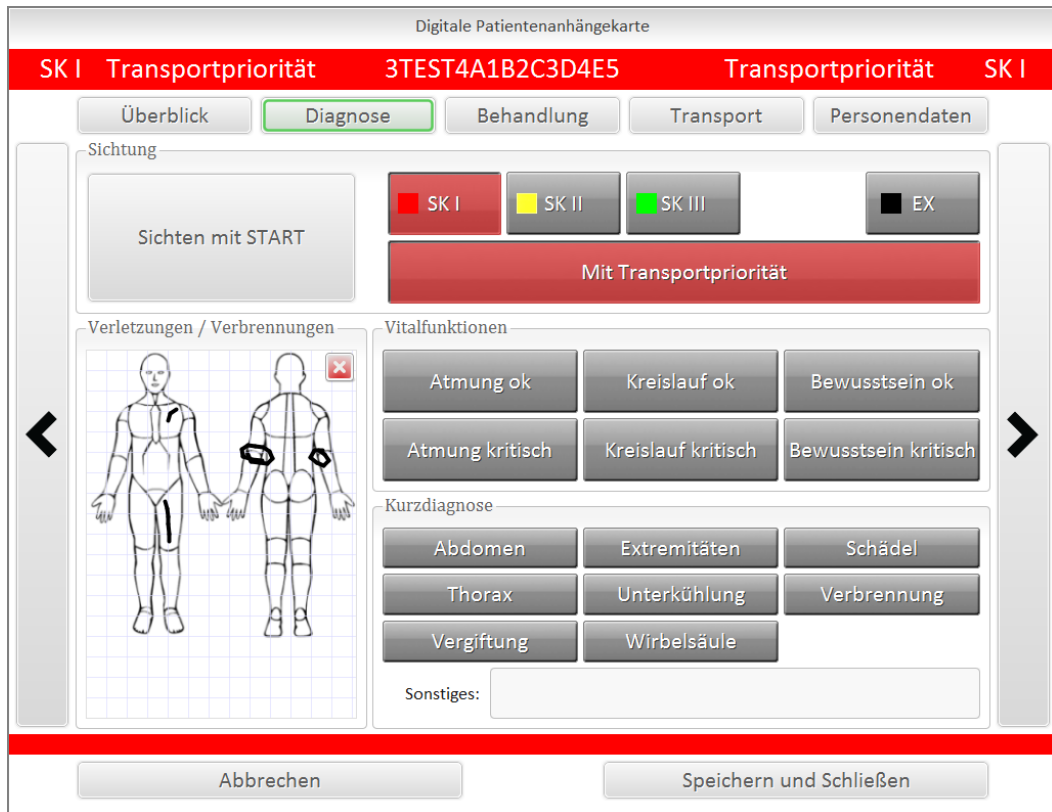 Digitale Patientenanhängekarte
SK I Transportpriorität 3TEST4A1B2C3D4E5 Transportpriorität SK I
Überblick Diagnose Behandlung Transport Personendaten
Sichtung
Sichten mit START
SK I SK II SK III EX
Mit Transportpriorität
Verletzungen / Verbrennungen
Vitalfunktionen
Atmung ok Kreislauf ok Bewusstsein ok
Atmung kritisch Kreislauf kritisch Bewusstsein kritisch
Kurzdiagnose
Abdomen Extremitäten Schädel
Thorax Unterkühlung Verbrennung
Vergiftung Wirbelsäule
Sonstiges:
Abbrechen Speichern und Schließen